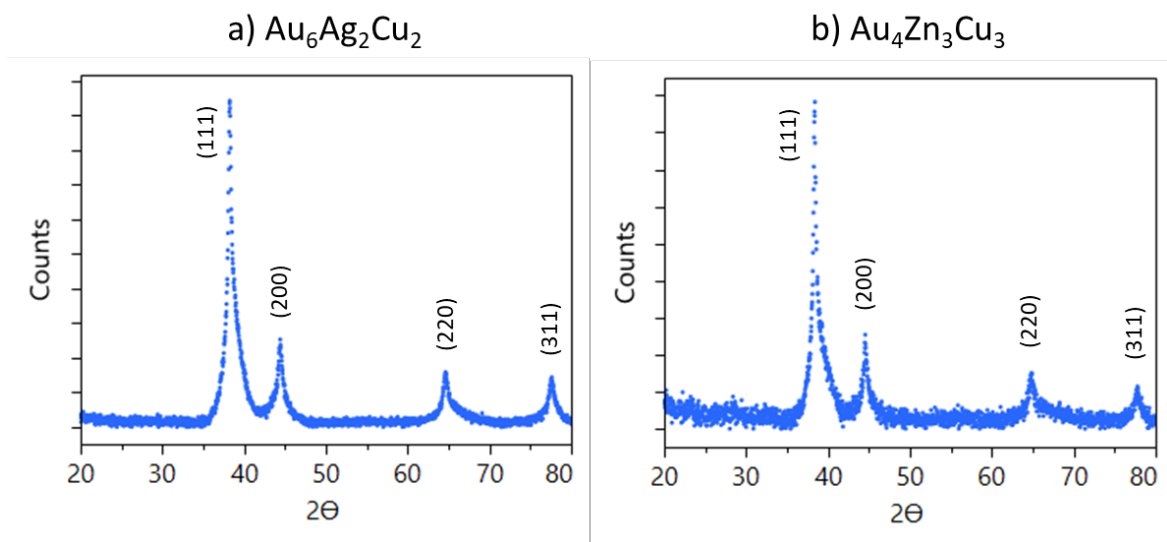 a) Au₆Ag₂Cu₂
Counts
(111)
(200)
(220)
(311)
20 30 40 50 60 70 80
2Θ
b) Au₄Zn₃Cu₃
Counts
(111)
(200)
(220)
(311)
20 30 40 50 60 70 80
2Θ